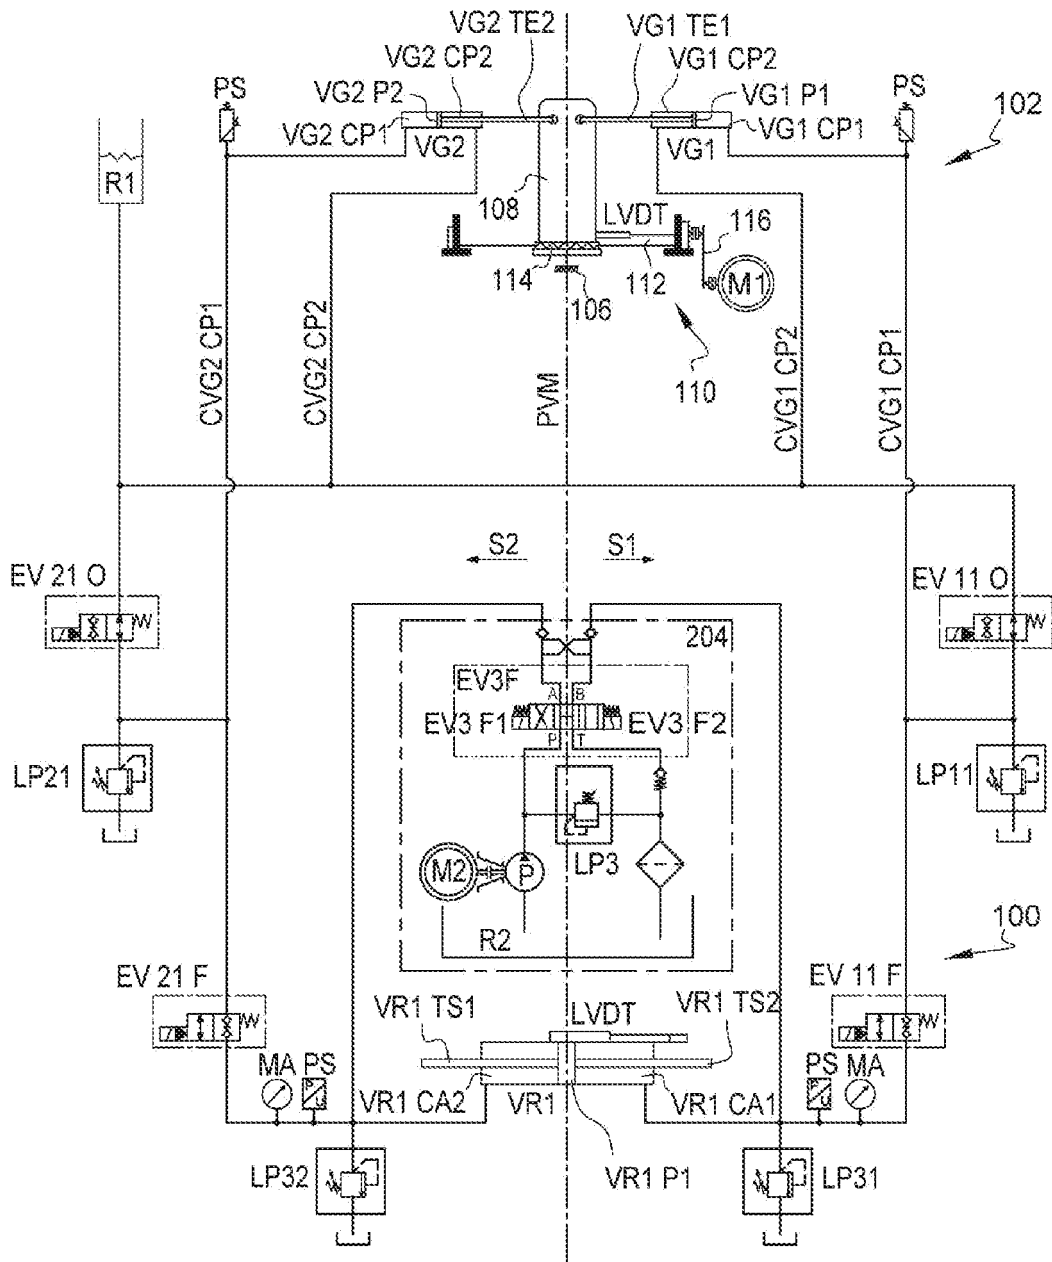 VG2 TE2
VG1 TE1
VG2 CP2
VG1 CP2
PS
VG2 P2
VG1 P1
PS
102
VG2 CP1
VG2
VG1
VG1 CP1
R1
108
LVDT
116
114
112
M1
106
110
CVG2 CP1
CVG2 CP2
PVM
CVG1 CP2
CVG1 CP1
S2
S1
EV 21 O
EV 11 O
204
EV3F
A
B
EV3 F1
EV3 F2
P
T
LP21
LP11
LP3
M2
P
R2
100
EV 21 F
EV 11 F
VR1 TS1
LVDT
VR1 TS2
MA
PS
PS
MA
VR1 CA2
VR1
VR1 CA1
LP32
VR1 P1
LP31